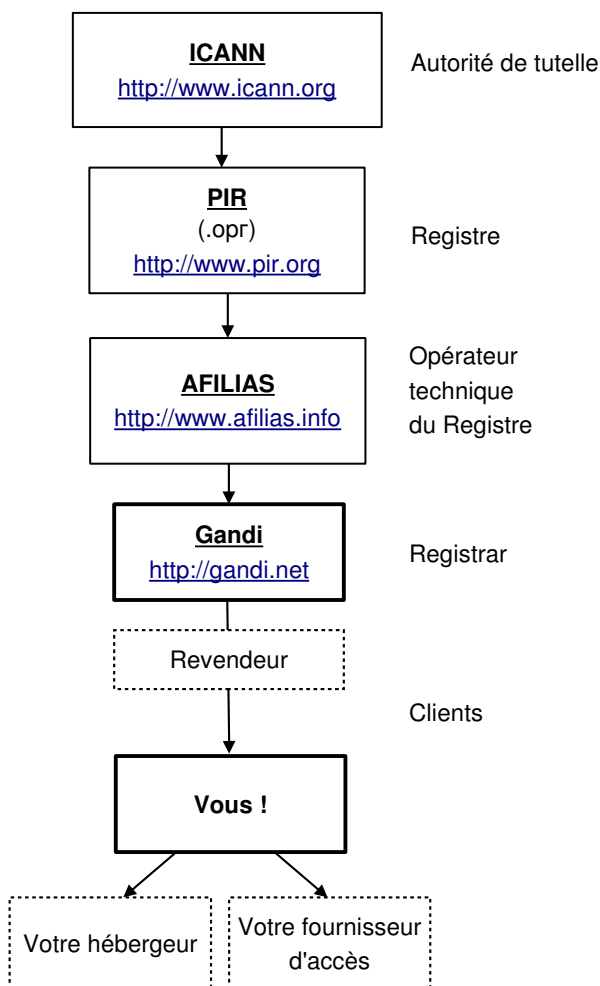 ICANN
http://www.icann.org
Autorité de tutelle
PIR
(.орг)
http://www.pir.org
Registre
AFILIAS
http://www.afilias.info
Opérateur
technique
du Registre
Gandi
http://gandi.net
Registrar
Revendeur
Clients
Vous !
Votre hébergeur
Votre fournisseur
d'accès